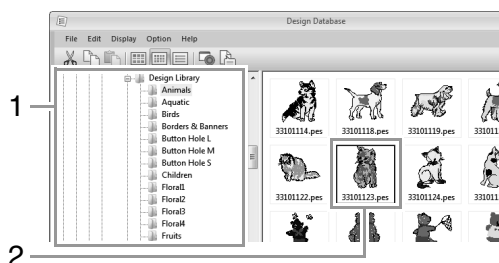 Design Database
File Edit Display Option Help
1
Design Library
Animals
Aquatic
Birds
Borders & Banners
Button Hole L
Button Hole M
Button Hole S
Children
Floral1
Floral2
Floral3
Floral4
Fruits
33101114.pes 33101118.pes 33101119.pes
33101122.pes 33101123.pes 33101124.pes
2